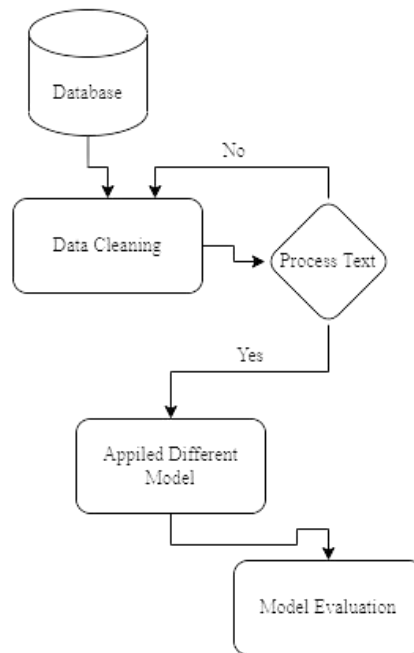 Database
No
Data Cleaning
Process Text
Yes
Appiled Different
Model
Model Evaluation